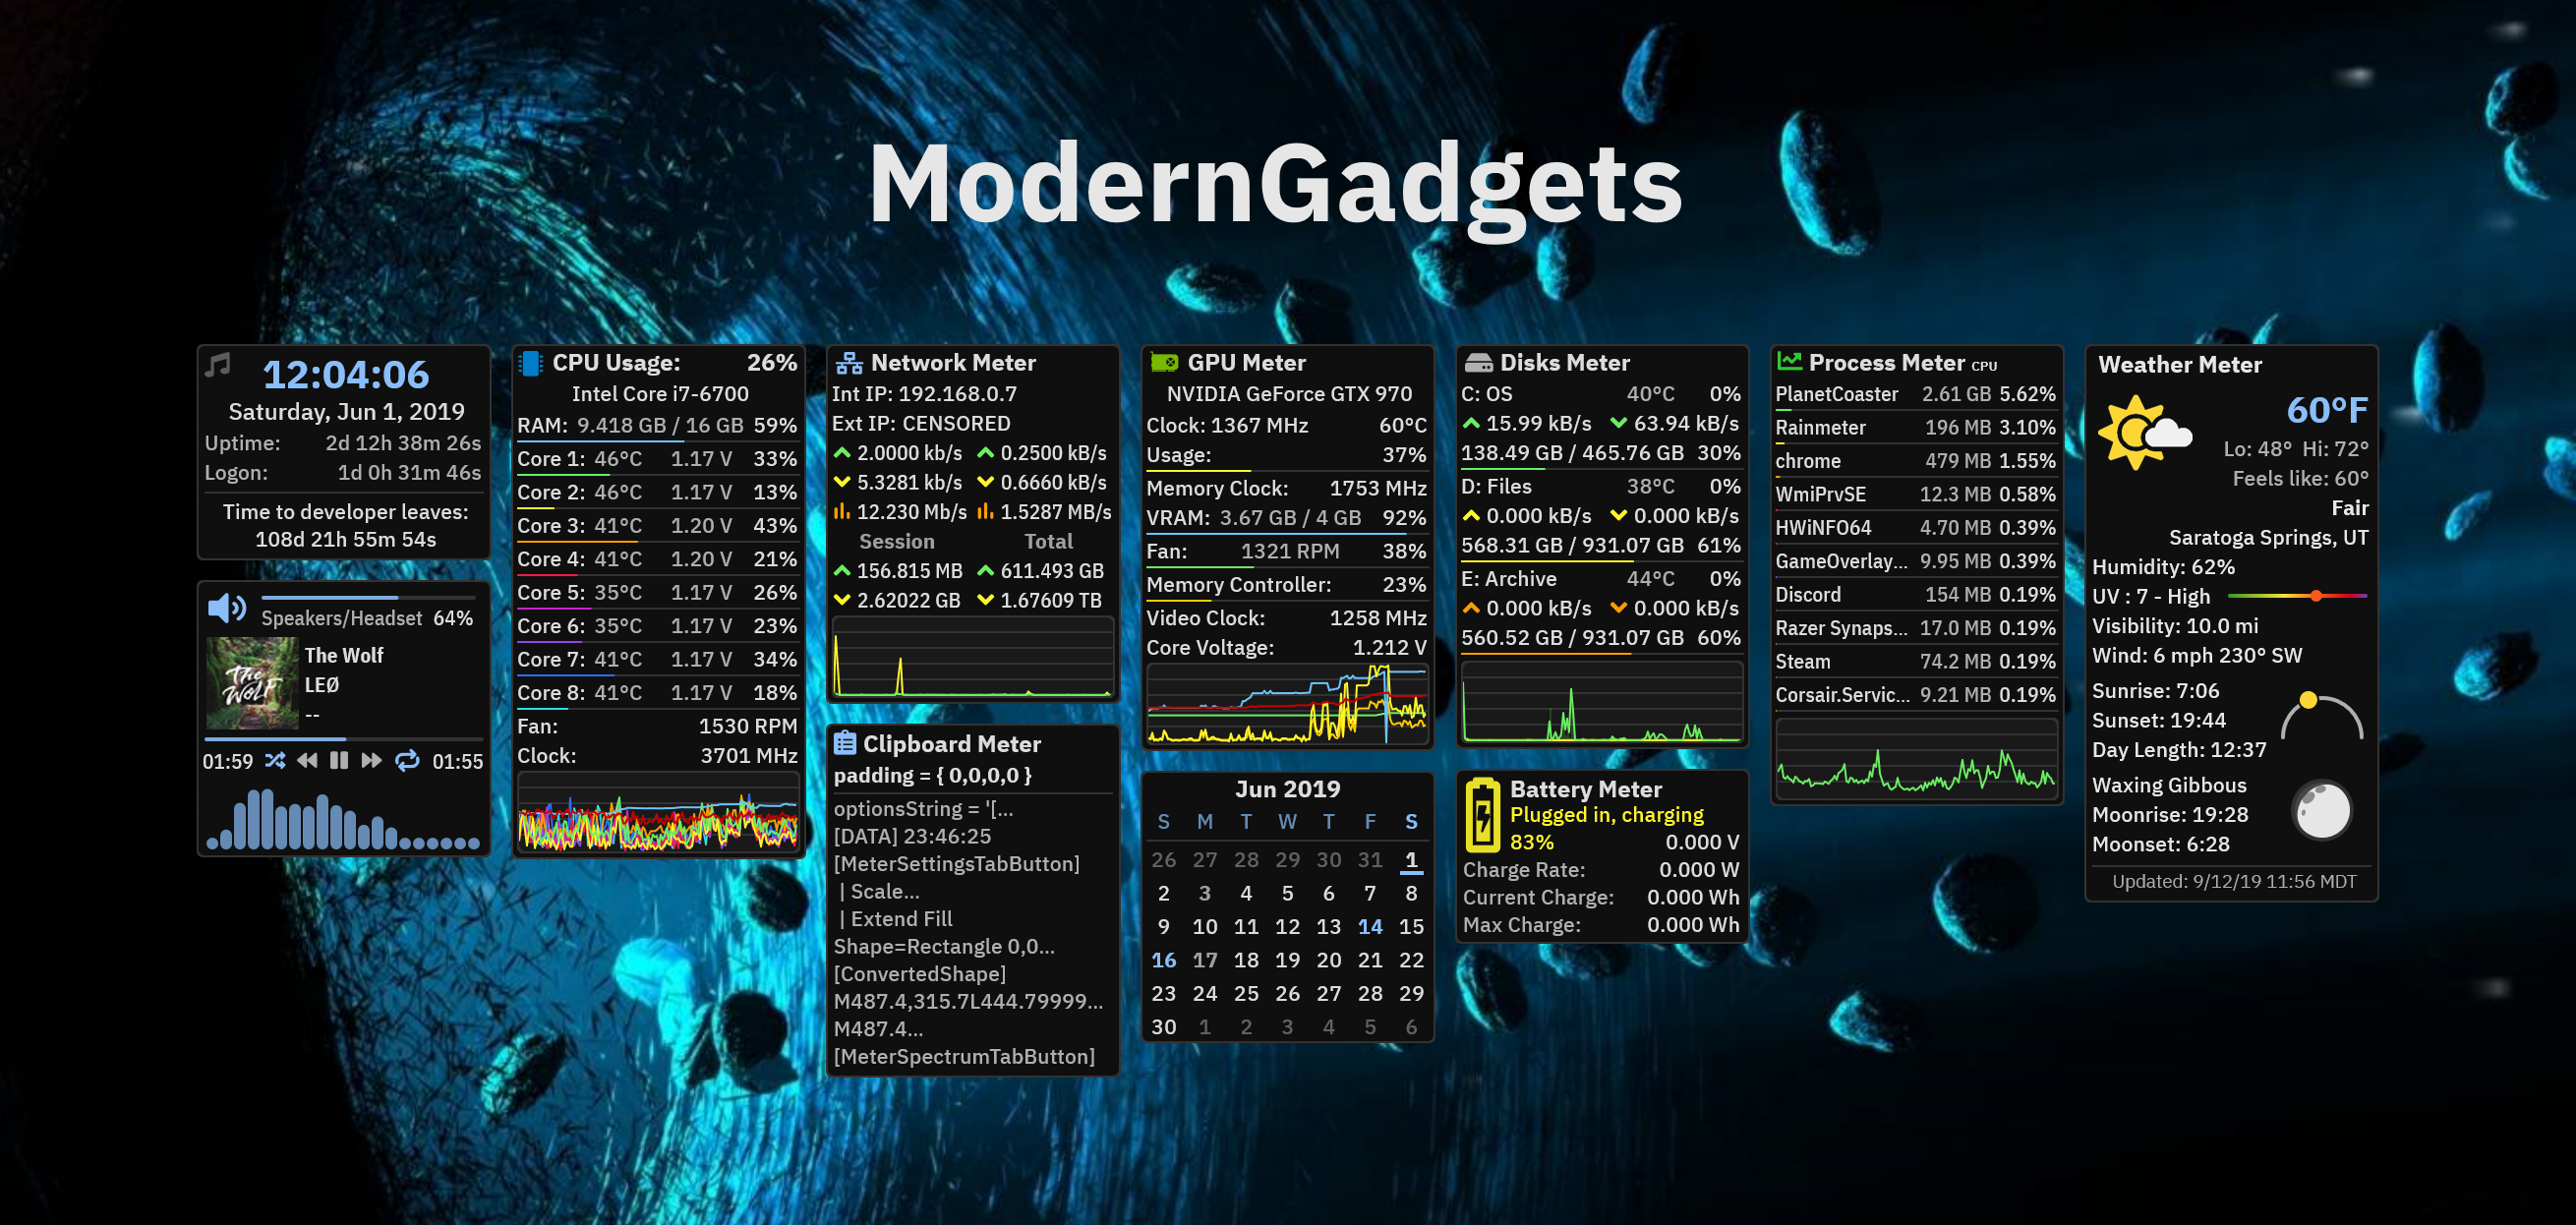 ModernGadgets
12:04:06
Saturday, Jun 1, 2019
Uptime: 2d 12h 38m 26s
Logon: 1d 0h 31m 46s
Time to developer leaves:
108d 21h 55m 54s
Speakers/Headset 64%
The Wolf
The Wolf
LEØ
--
01:59 01:55
CPU Usage: 26%
Intel Core i7-6700
RAM: 9.418 GB / 16 GB 59%
Core 1: 46°C 1.17 V 33%
Core 2: 46°C 1.17 V 13%
Core 3: 41°C 1.20 V 43%
Core 4: 41°C 1.20 V 21%
Core 5: 35°C 1.17 V 26%
Core 6: 35°C 1.17 V 23%
Core 7: 41°C 1.17 V 34%
Core 8: 41°C 1.17 V 18%
Fan: 1530 RPM
Clock: 3701 MHz
Network Meter
Int IP: 192.168.0.7
Ext IP: CENSORED
2.0000 kb/s 0.2500 kB/s
5.3281 kb/s 0.6660 kB/s
12.230 Mb/s 1.5287 MB/s
Session Total
156.815 MB 611.493 GB
2.62022 GB 1.67609 TB
Clipboard Meter
padding = { 0,0,0,0 }
optionsString = '[...
[DATA] 23:46:25
[MeterSettingsTabButton]
| Scale...
| Extend Fill
Shape=Rectangle 0,0...
[ConvertedShape]
M487.4,315.7L444.79999...
M487.4...
[MeterSpectrumTabButton]
GPU Meter
NVIDIA GeForce GTX 970
Clock: 1367 MHz 60°C
Usage: 37%
Memory Clock: 1753 MHz
VRAM: 3.67 GB / 4 GB 92%
Fan: 1321 RPM 38%
Memory Controller: 23%
Video Clock: 1258 MHz
Core Voltage: 1.212 V
Jun 2019
S M T W T F S
26 27 28 29 30 31 1
2 3 4 5 6 7 8
9 10 11 12 13 14 15
16 17 18 19 20 21 22
23 24 25 26 27 28 29
30 1 2 3 4 5 6
Disks Meter
C: OS 40°C 0%
15.99 kB/s 63.94 kB/s
138.49 GB / 465.76 GB 30%
D: Files 38°C 0%
0.000 kB/s 0.000 kB/s
568.31 GB / 931.07 GB 61%
E: Archive 44°C 0%
0.000 kB/s 0.000 kB/s
560.52 GB / 931.07 GB 60%
Battery Meter
Plugged in, charging
83% 0.000 V
Charge Rate: 0.000 W
Current Charge: 0.000 Wh
Max Charge: 0.000 Wh
Process Meter CPU
PlanetCoaster 2.61 GB 5.62%
Rainmeter 196 MB 3.10%
chrome 479 MB 1.55%
WmiPrvSE 12.3 MB 0.58%
HWiNFO64 4.70 MB 0.39%
GameOverlay... 9.95 MB 0.39%
Discord 154 MB 0.19%
Razer Synaps... 17.0 MB 0.19%
Steam 74.2 MB 0.19%
Corsair.Servic... 9.21 MB 0.19%
Weather Meter
60°F
Lo: 48° Hi: 72°
Feels like: 60°
Fair
Saratoga Springs, UT
Humidity: 62%
UV : 7 - High
Visibility: 10.0 mi
Wind: 6 mph 230° SW
Sunrise: 7:06
Sunset: 19:44
Day Length: 12:37
Waxing Gibbous
Moonrise: 19:28
Moonset: 6:28
Updated: 9/12/19 11:56 MDT